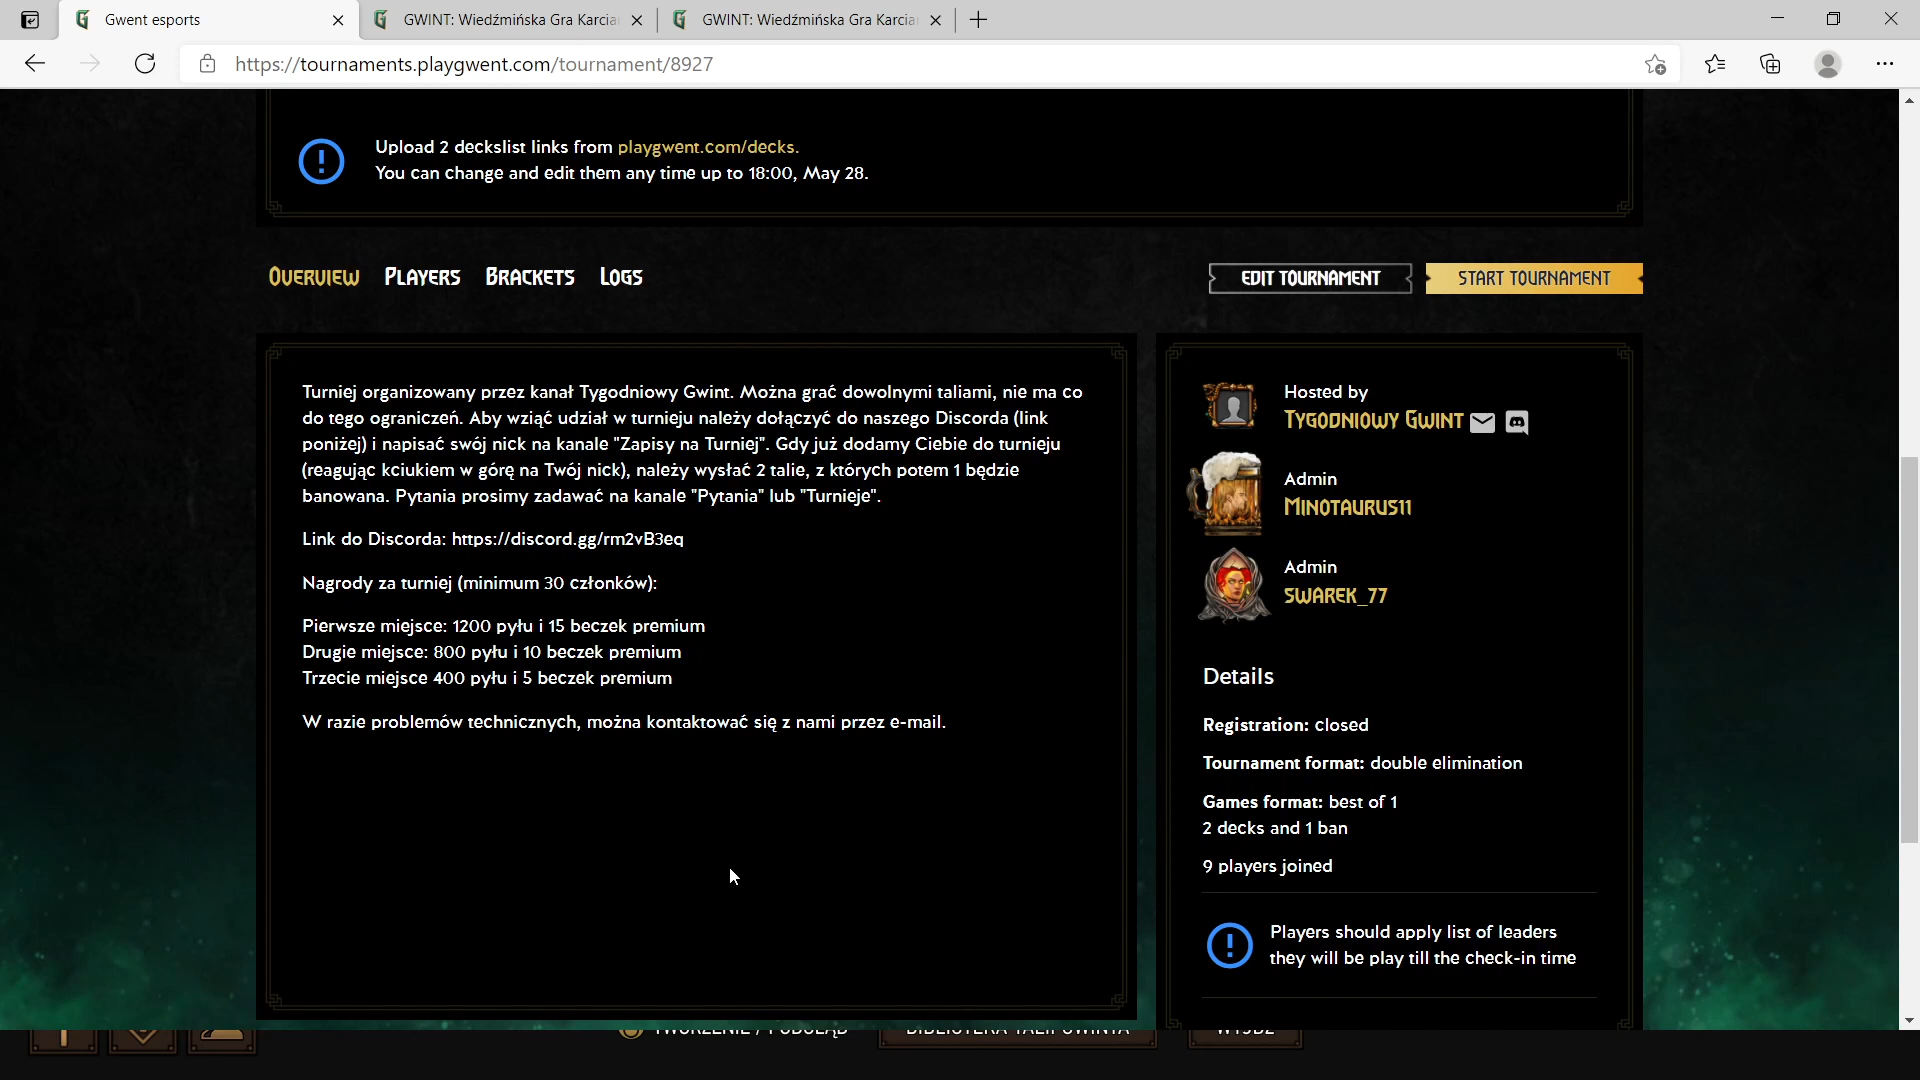 Gwent esports
GWINT: Wiedźmińska Gra Karcia
GWINT: Wiedźmińska Gra Karcia
https://tournaments.playgwent.com/tournament/8927
Upload 2 deckslist links from playgwent.com/decks.
You can change and edit them any time up to 18:00, May 28.
Overview Players Brackets Logs
EDIT TOURNAMENT
START TOURNAMENT
Turniej organizowany przez kanał Tygodniowy Gwint. Można grać dowolnymi taliami, nie ma co
do tego ograniczeń. Aby wziąć udział w turnieju należy dołączyć do naszego Discorda (link
poniżej) i napisać swój nick na kanale "Zapisy na Turniej". Gdy już dodamy Ciebie do turnieju
(reagując kciukiem w górę na Twój nick), należy wysłać 2 talie, z których potem 1 będzie
banowana. Pytania prosimy zadawać na kanale "Pytania" lub "Turnieje".
Link do Discorda: https://discord.gg/rm2vB3eq
Nagrody za turniej (minimum 30 członków):
Pierwsze miejsce: 1200 pyłu i 15 beczek premium
Drugie miejsce: 800 pyłu i 10 beczek premium
Trzecie miejsce 400 pyłu i 5 beczek premium
W razie problemów technicznych, można kontaktować się z nami przez e-mail.
Hosted by
Tygodniowy Gwint
Admin
Minotaurus11
Admin
swarek_77
Details
Registration: closed
Tournament format: double elimination
Games format: best of 1
2 decks and 1 ban
9 players joined
Players should apply list of leaders
they will be play till the check-in time
TWORZENIE / PODGLĄD
BIBLIOTEKA TALII GWINTA
WYJDŹ